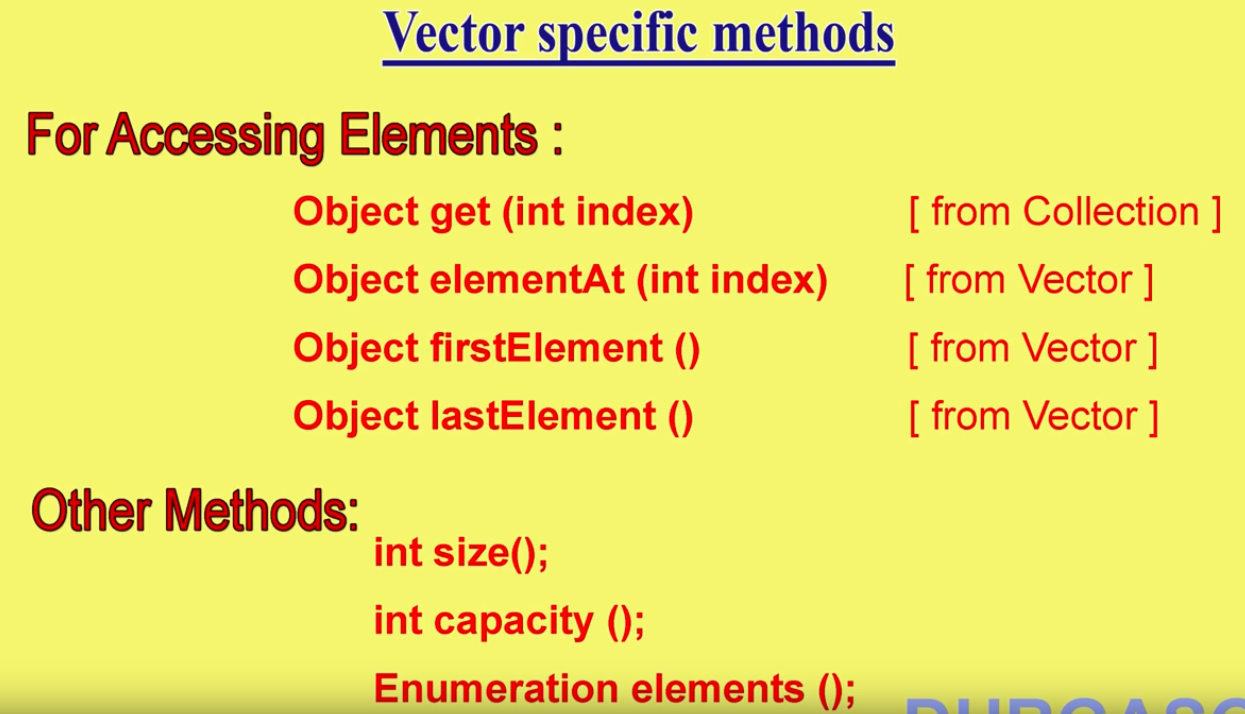 Vector specific methods
For Accessing Elements :
Object get (int index) [ from Collection ]
Object elementAt (int index) [ from Vector ]
Object firstElement () [ from Vector ]
Object lastElement () [ from Vector ]
Other Methods:
int size();
int capacity ();
Enumeration elements ();